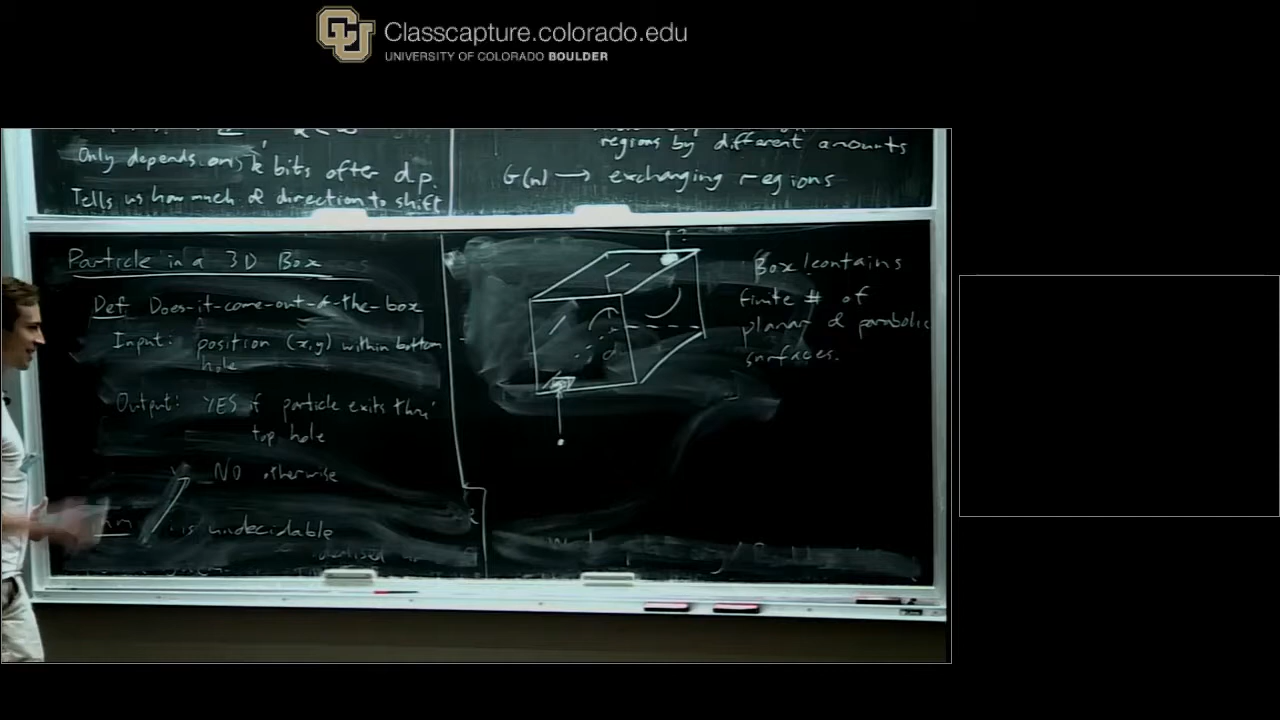 Classcapture.colorado.edu
UNIVERSITY OF COLORADO BOULDER
Only depends on k bits after d.p.
Tells us how much & direction to shift
regions by different amounts
G(n) → exchanging regions
Particle in a 3D Box
Def Does-it-come-out-of-the-box
Input: position (x,y) within bottom
hole
Output: YES if particle exits thru
top hole
NO otherwise
is undecidable
?
Box contains
finite # of
planar & parabolic
surfaces.